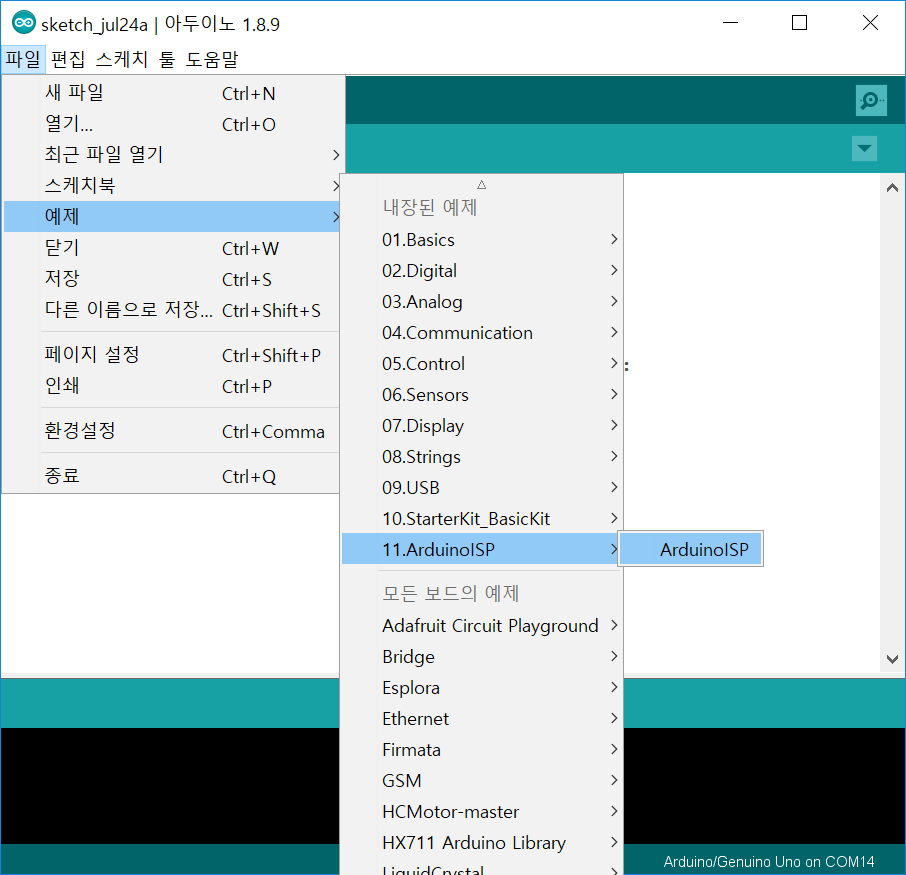 sketch_jul24a | 아두이노 1.8.9
파일 편집 스케치 툴 도움말
새 파일 Ctrl+N
열기... Ctrl+O
최근 파일 열기
스케치북
예제
닫기 Ctrl+W
저장 Ctrl+S
다른 이름으로 저장... Ctrl+Shift+S
페이지 설정 Ctrl+Shift+P
인쇄 Ctrl+P
환경설정 Ctrl+Comma
종료 Ctrl+Q
내장된 예제
01.Basics
02.Digital
03.Analog
04.Communication
05.Control
:
06.Sensors
07.Display
08.Strings
09.USB
10.StarterKit_BasicKit
11.ArduinoISP
ArduinoISP
모든 보드의 예제
Adafruit Circuit Playground
Bridge
Esplora
Ethernet
Firmata
GSM
HCMotor-master
HX711 Arduino Library
LiquidCrystal
Arduino/Genuino Uno on COM14